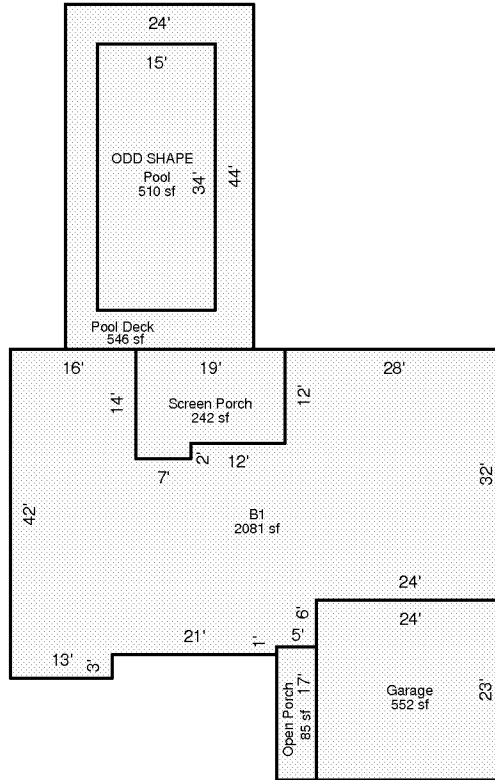 24'
15'
ODD SHAPE
Pool
510 sf
34'
44'
Pool Deck
546 sf
16'
19'
28'
14'
Screen Porch
242 sf
12'
7'
2'
12'
42'
B1
2081 sf
32'
24'
6'
24'
21'
1'
5'
13'
3'
Open Porch
85 sf
17'
Garage
552 sf
23'